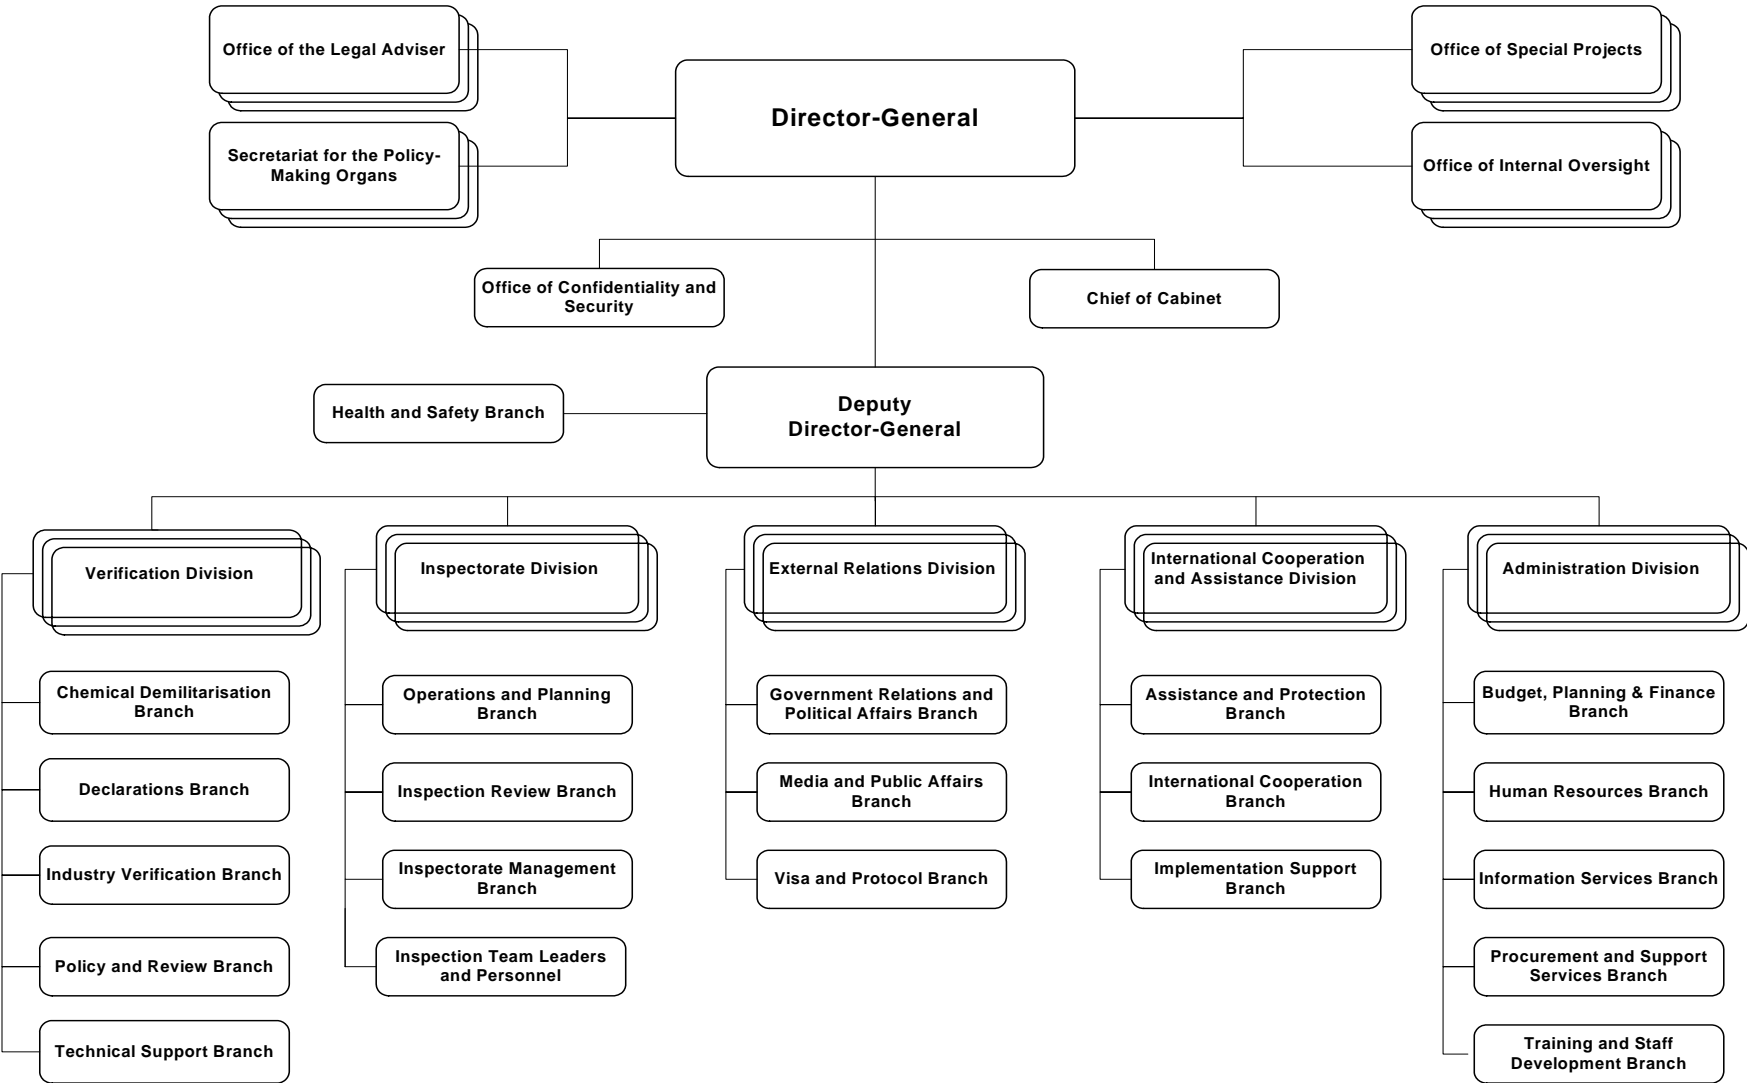 Office of the Legal Adviser
Office of Special Projects
Director-General
Secretariat for the Policy-
Making Organs
Office of Internal Oversight
Office of Confidentiality and
Security
Chief of Cabinet
Health and Safety Branch
Deputy
Director-General
Verification Division
Inspectorate Division
External Relations Division
International Cooperation
and Assistance Division
Administration Division
Chemical Demilitarisation
Branch
Declarations Branch
Industry Verification Branch
Policy and Review Branch
Technical Support Branch
Operations and Planning
Branch
Inspection Review Branch
Inspectorate Management
Branch
Inspection Team Leaders
and Personnel
Government Relations and
Political Affairs Branch
Media and Public Affairs
Branch
Visa and Protocol Branch
Assistance and Protection
Branch
International Cooperation
Branch
Implementation Support
Branch
Budget, Planning & Finance
Branch
Human Resources Branch
Information Services Branch
Procurement and Support
Services Branch
Training and Staff
Development Branch